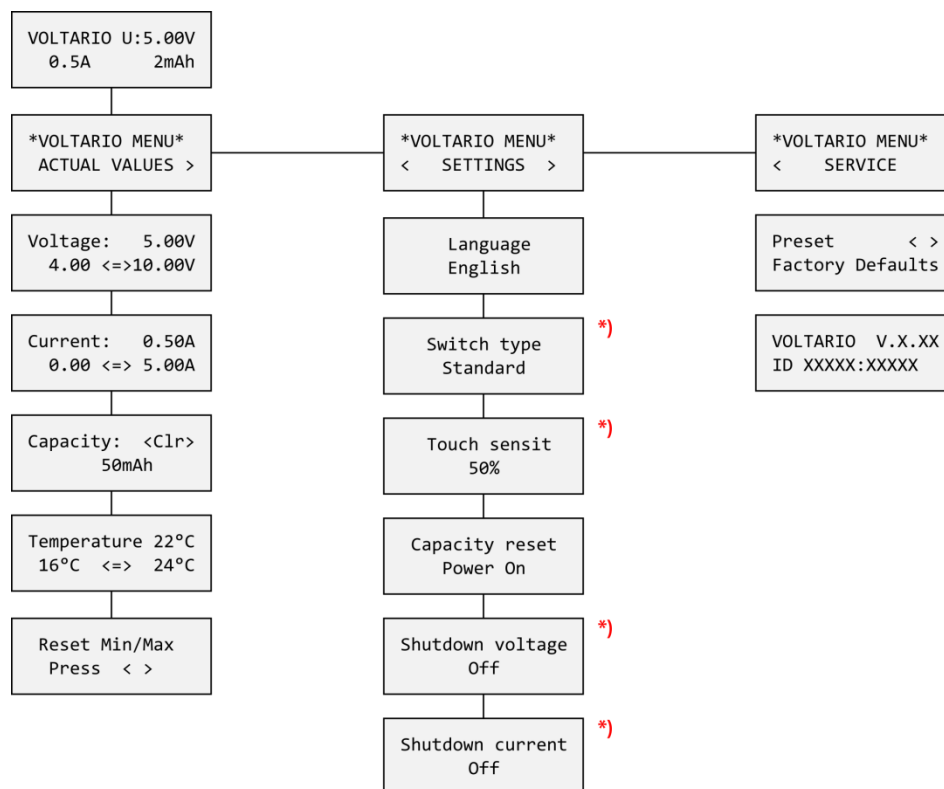 VOLTARIO U:5.00V
0.5A 2mAh
*VOLTARIO MENU*
ACTUAL VALUES >
Voltage: 5.00V
4.00 <=>10.00V
Current: 0.50A
0.00 <=> 5.00A
Capacity: <Clr>
50mAh
Temperature 22°C
16°C <=> 24°C
Reset Min/Max
Press < >
*VOLTARIO MENU*
< SETTINGS >
Language
English
Switch type
Standard
*)
Touch sensit
50%
*)
Capacity reset
Power On
Shutdown voltage
Off
*)
Shutdown current
Off
*)
*VOLTARIO MENU*
< SERVICE
Preset < >
Factory Defaults
VOLTARIO V.X.XX
ID XXXXX:XXXXX